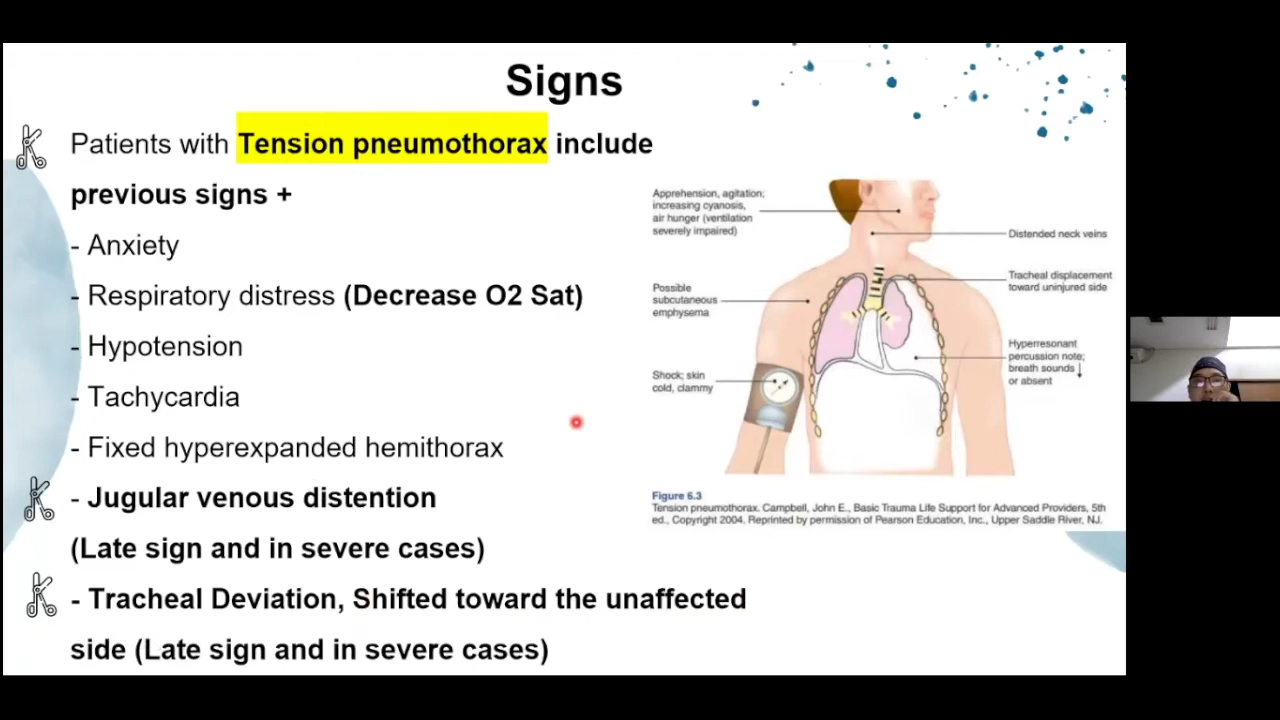 Signs
Patients with Tension pneumothorax include
previous signs +
- Anxiety
- Respiratory distress (Decrease O2 Sat)
- Hypotension
- Tachycardia
- Fixed hyperexpanded hemithorax
- Jugular venous distention
(Late sign and in severe cases)
- Tracheal Deviation, Shifted toward the unaffected
side (Late sign and in severe cases)
Apprehension, agitation;
increasing cyanosis,
air hunger (ventilation
severely impaired)
Distended neck veins
Tracheal displacement
toward uninjured side
Possible
subcutaneous
emphysema
Hyperresonant
percussion note;
breath sounds ↓
or absent
Shock; skin
cold, clammy
Figure 6.3
Tension pneumothorax. Campbell, John E., Basic Trauma Life Support for Advanced Providers, 5th
ed., Copyright 2004. Reprinted by permission of Pearson Education, Inc., Upper Saddle River, NJ.